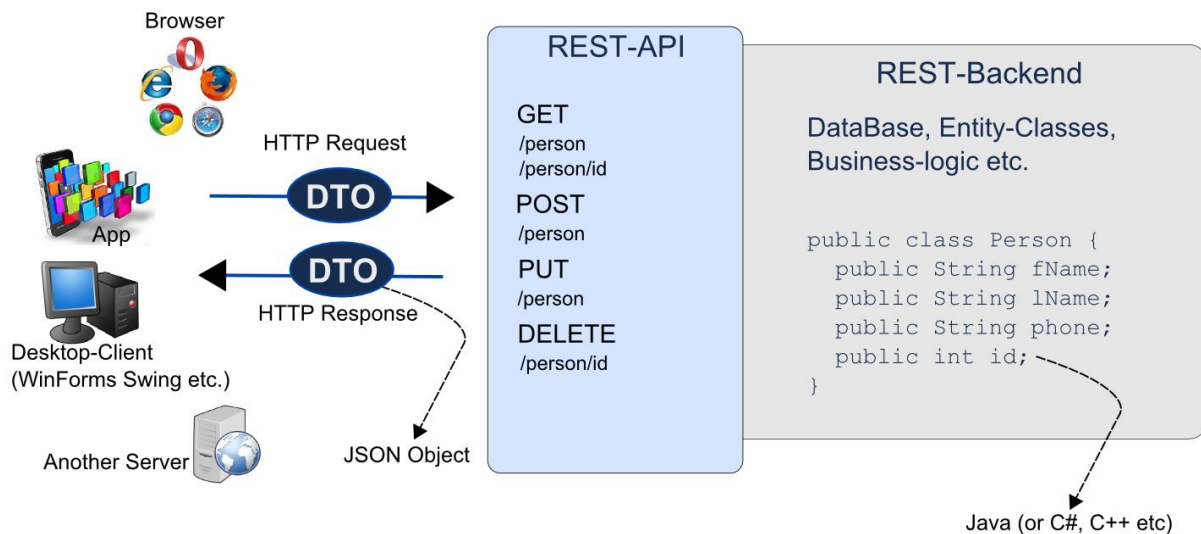 Browser
App
Desktop-Client
(WinForms Swing etc.)
Another Server
HTTP Request
DTO
DTO
HTTP Response
JSON Object
REST-API
GET
/person
/person/id
POST
/person
PUT
/person
DELETE
/person/id
REST-Backend
DataBase, Entity-Classes,
Business-logic etc.
public class Person {
  public String fName;
  public String lName;
  public String phone;
  public int id;
}
Java (or C#, C++ etc)